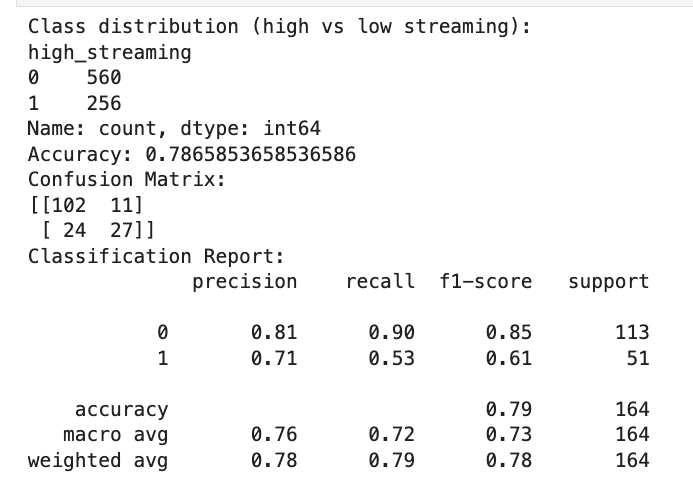 Class distribution (high vs low streaming):
high_streaming
0    560
1    256
Name: count, dtype: int64
Accuracy: 0.7865853658536586
Confusion Matrix:
[[102  11]
 [ 24  27]]
Classification Report:
              precision    recall  f1-score   support

           0       0.81      0.90      0.85       113
           1       0.71      0.53      0.61        51

    accuracy                           0.79       164
   macro avg       0.76      0.72      0.73       164
weighted avg       0.78      0.79      0.78       164